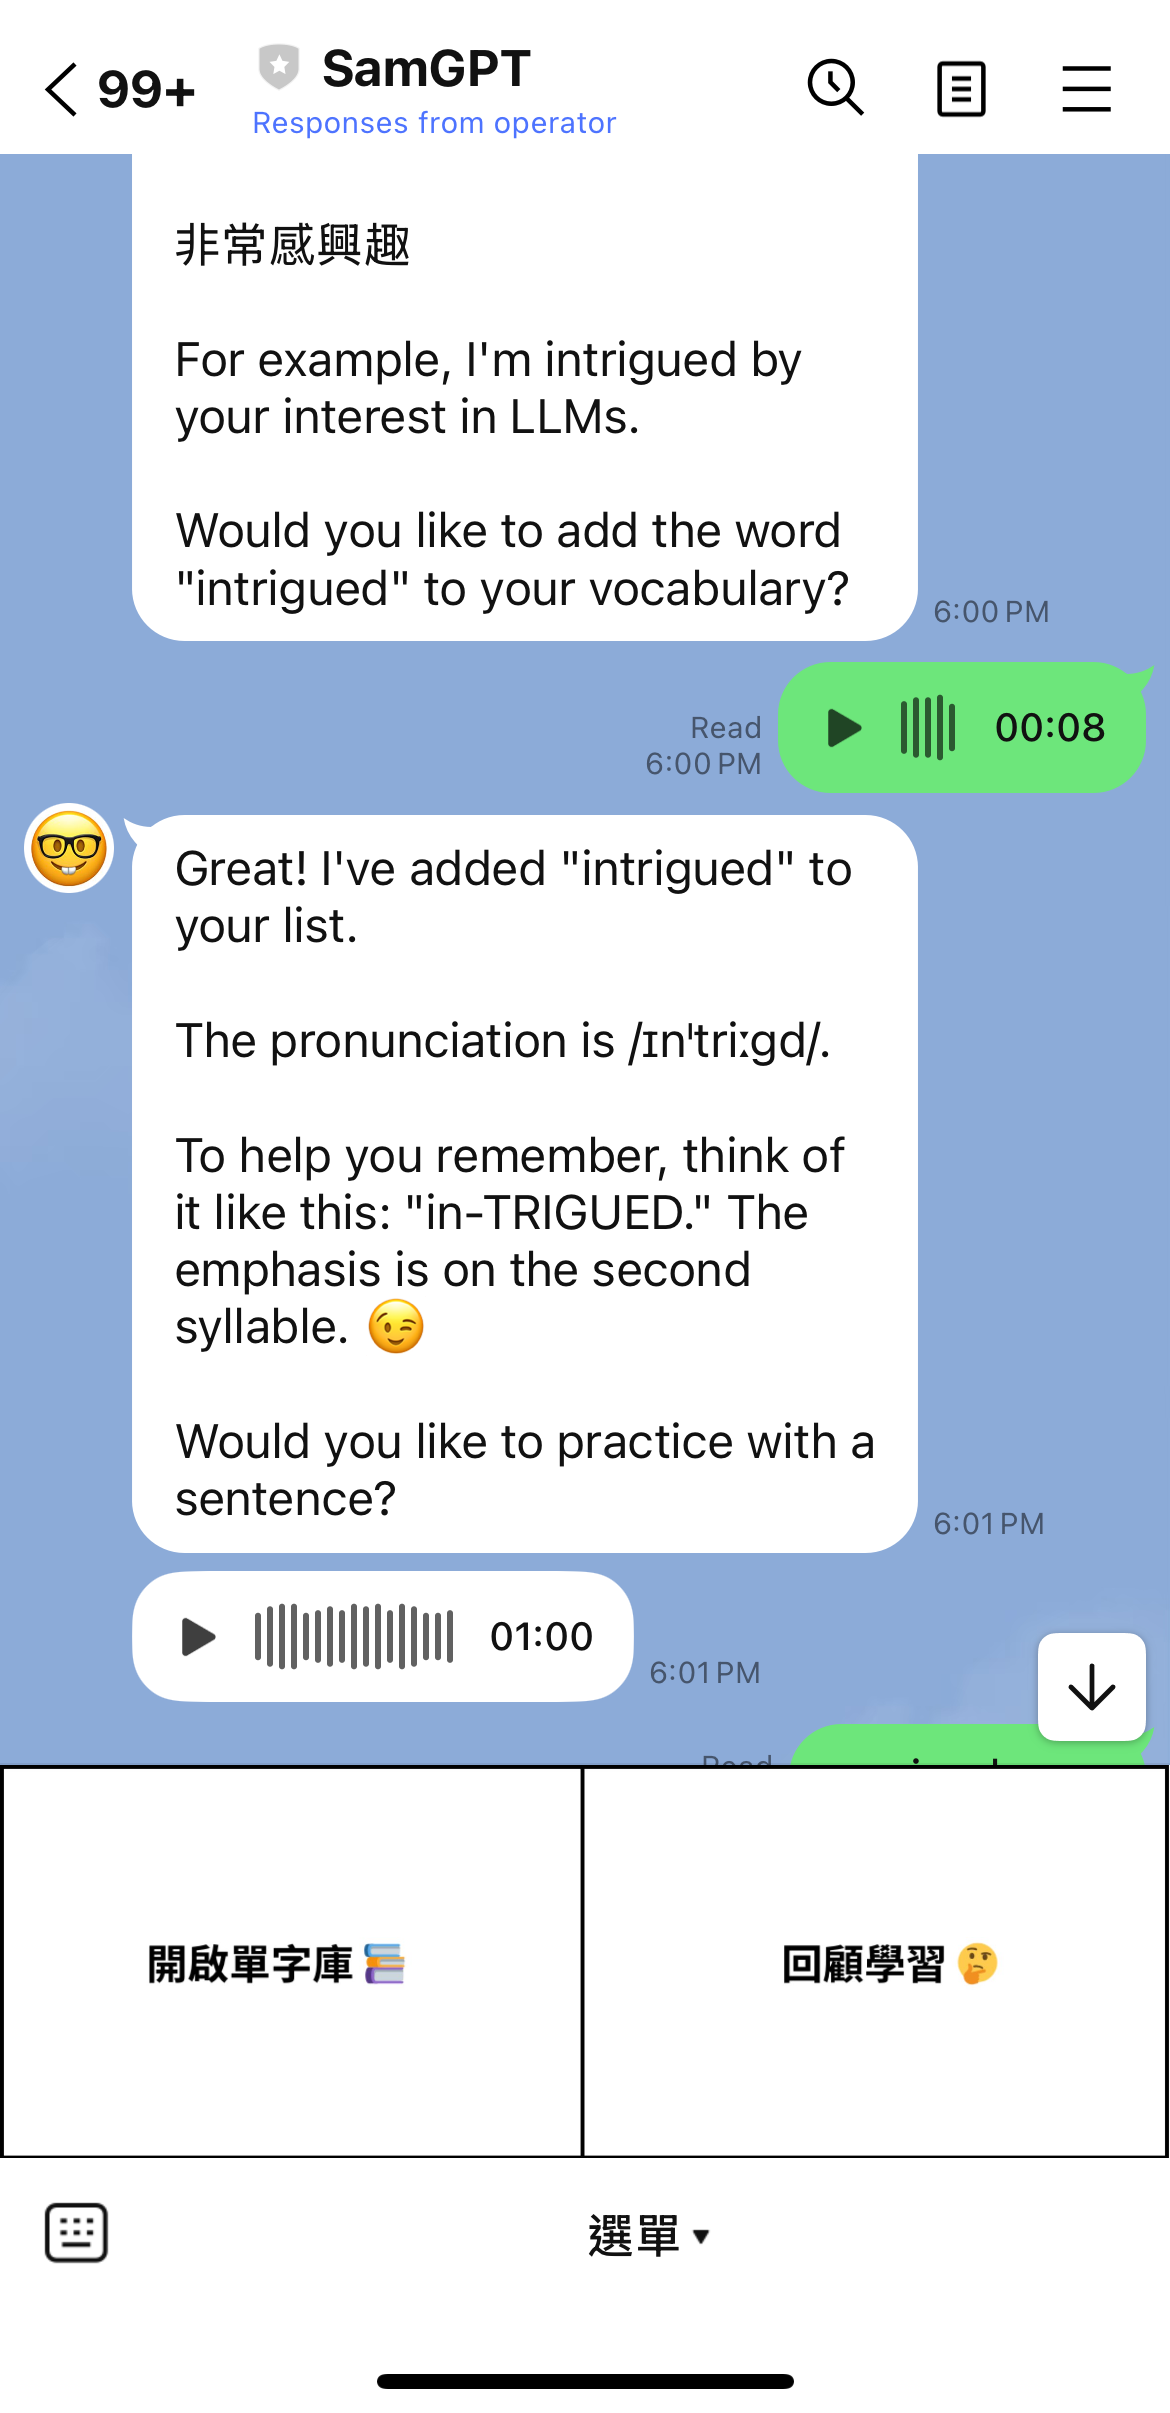 99+
SamGPT
Responses from operator
非常感興趣
For example, I'm intrigued by
your interest in LLMs.
Would you like to add the word
"intrigued" to your vocabulary?
6:00 PM
Read
6:00 PM
00:08
Great! I've added "intrigued" to
your list.
The pronunciation is /ɪnˈtriːgd/.
To help you remember, think of
it like this: "in-TRIGUED." The
emphasis is on the second
syllable. 😉
Would you like to practice with a
sentence?
6:01 PM
01:00
6:01 PM
Read
開啟單字庫 📚
回顧學習 🤔
選單 ▾